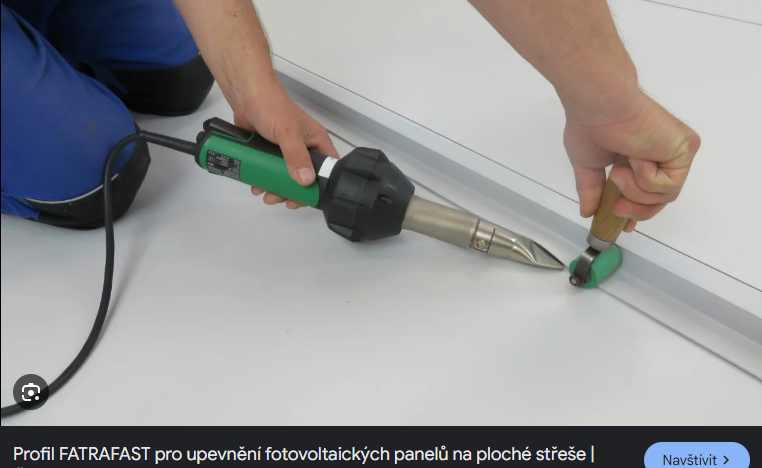 Profil FATRAFAST pro upevnění fotovoltaických panelů na ploché střeše |
Navštívit